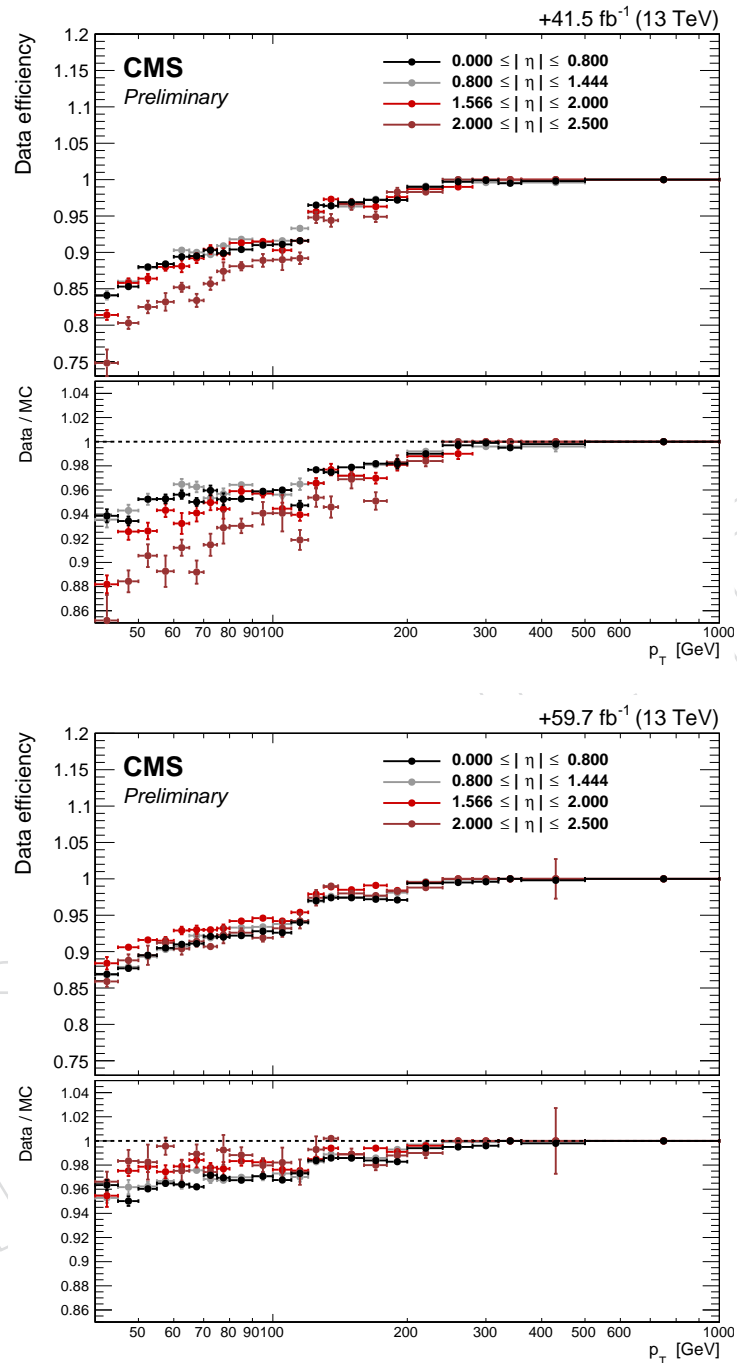 +41.5 fb⁻¹ (13 TeV)
Data efficiency
CMS
Preliminary
0.000 ≤ | η | ≤ 0.800
0.800 ≤ | η | ≤ 1.444
1.566 ≤ | η | ≤ 2.000
2.000 ≤ | η | ≤ 2.500
1.2
1.15
1.1
1.05
1
0.95
0.9
0.85
0.8
0.75
Data / MC
1.04
1.02
1
0.98
0.96
0.94
0.92
0.9
0.88
0.86
50 60 70 80 90 100 200 300 400 500 600 1000
p_T [GeV]
+59.7 fb⁻¹ (13 TeV)
Data efficiency
CMS
Preliminary
0.000 ≤ | η | ≤ 0.800
0.800 ≤ | η | ≤ 1.444
1.566 ≤ | η | ≤ 2.000
2.000 ≤ | η | ≤ 2.500
1.2
1.15
1.1
1.05
1
0.95
0.9
0.85
0.8
0.75
Data / MC
1.04
1.02
1
0.98
0.96
0.94
0.92
0.9
0.88
0.86
50 60 70 80 90 100 200 300 400 500 600 1000
p_T [GeV]